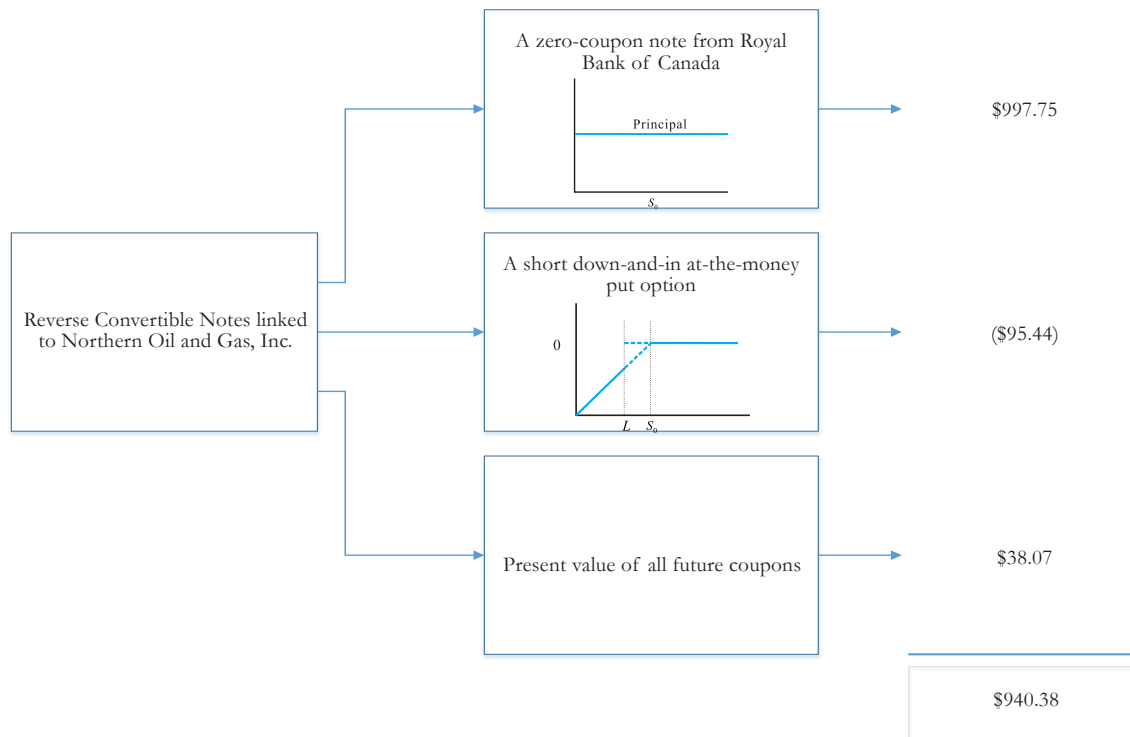 A zero-coupon note from Royal
Bank of Canada
Principal
S₀
$997.75
Reverse Convertible Notes linked
to Northern Oil and Gas, Inc.
A short down-and-in at-the-money
put option
0
L S₀
($95.44)
Present value of all future coupons
$38.07
$940.38